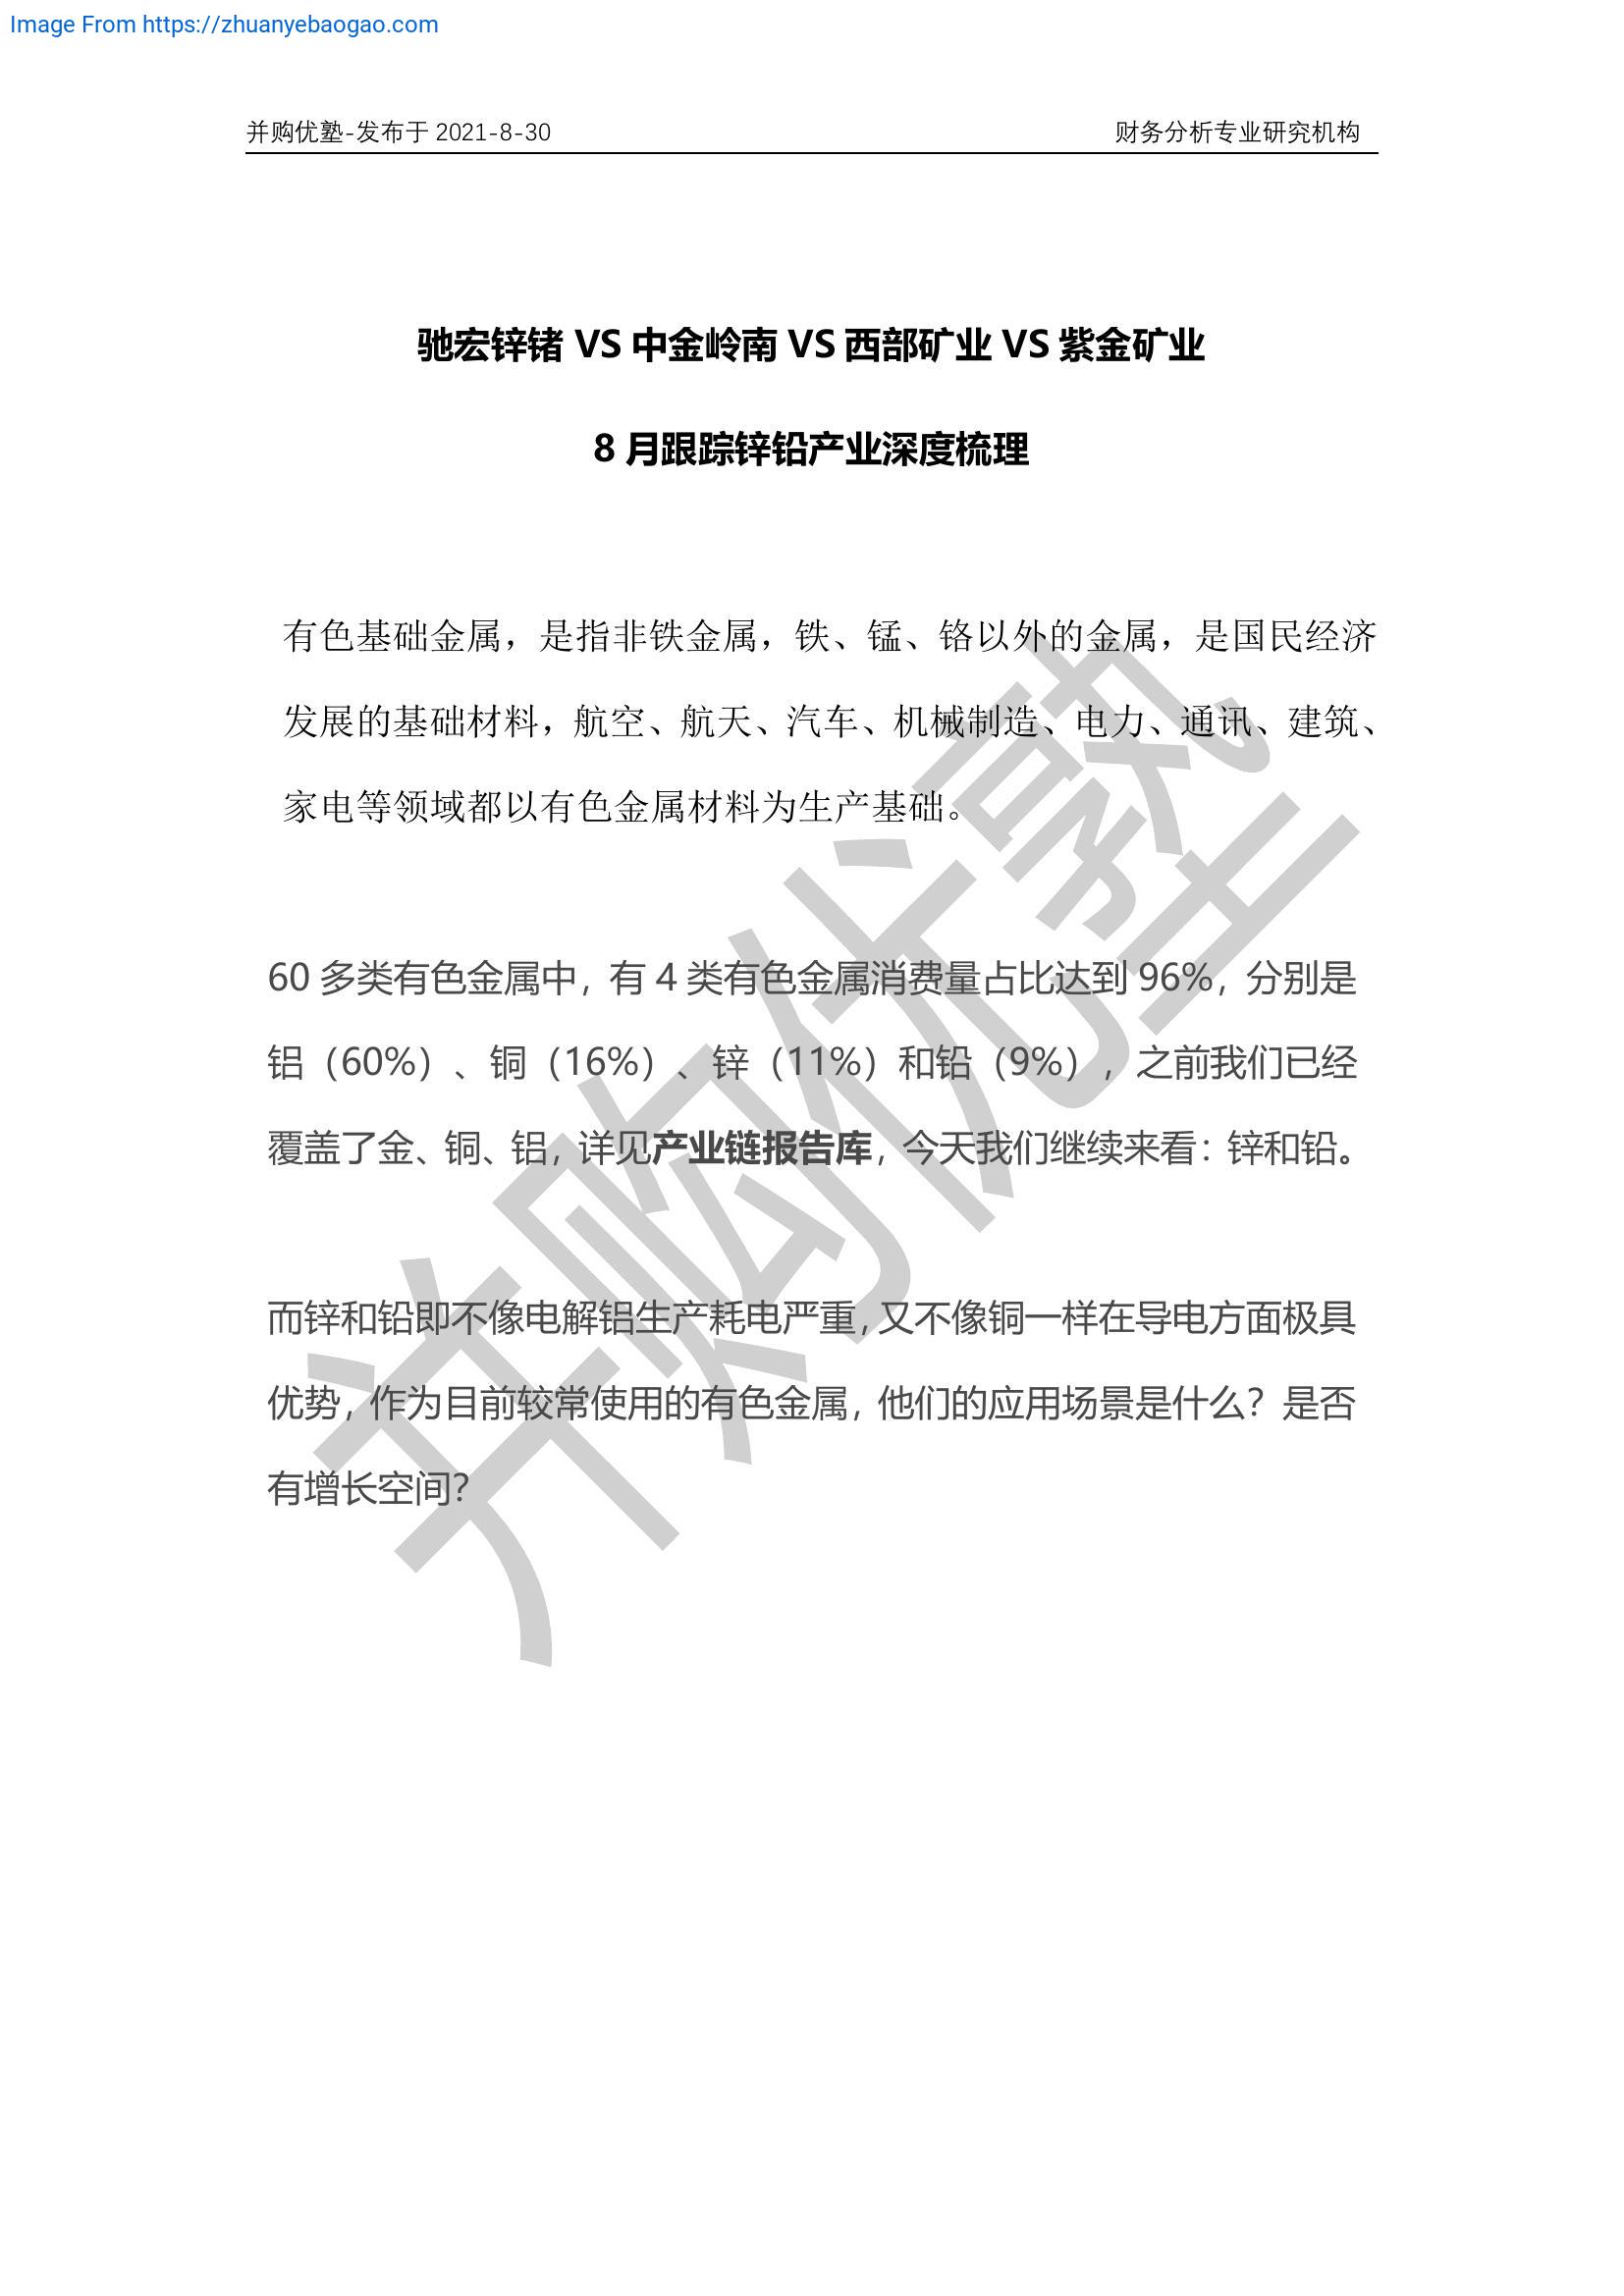 Image From https://zhuanyebaogao.com
并购优塾-发布于 2021-8-30 财务分析专业研究机构
驰宏锌锗 VS 中金岭南 VS 西部矿业 VS 紫金矿业
8 月跟踪锌铅产业深度梳理
有色基础金属，是指非铁金属，铁、锰、铬以外的金属，是国民经济
发展的基础材料，航空、航天、汽车、机械制造、电力、通讯、建筑、
家电等领域都以有色金属材料为生产基础。
60 多类有色金属中，有 4 类有色金属消费量占比达到 96%，分别是
铝（60%）、铜（16%）、锌（11%）和铅（9%），之前我们已经
覆盖了金、铜、铝，详见产业链报告库，今天我们继续来看：锌和铅。
而锌和铅即不像电解铝生产耗电严重，又不像铜一样在导电方面极具
优势，作为目前较常使用的有色金属，他们的应用场景是什么？是否
有增长空间？
并购优塾